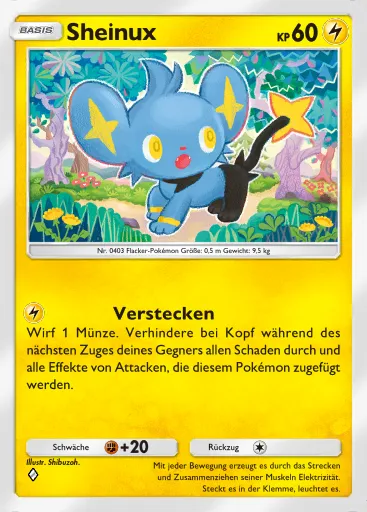 BASIS Sheinux KP 60
Nr. 0403 Flacker-Pokémon Größe: 0,5 m Gewicht: 9,5 kg
Verstecken
Wirf 1 Münze. Verhindere bei Kopf während des
nächsten Zuges deines Gegners allen Schaden durch und
alle Effekte von Attacken, die diesem Pokémon zugefügt
werden.
Schwäche +20 Rückzug
Illustr. Shibuzoh.
Mit jeder Bewegung erzeugt es durch das Strecken
und Zusammenziehen seiner Muskeln Elektrizität.
Steckt es in der Klemme, leuchtet es.